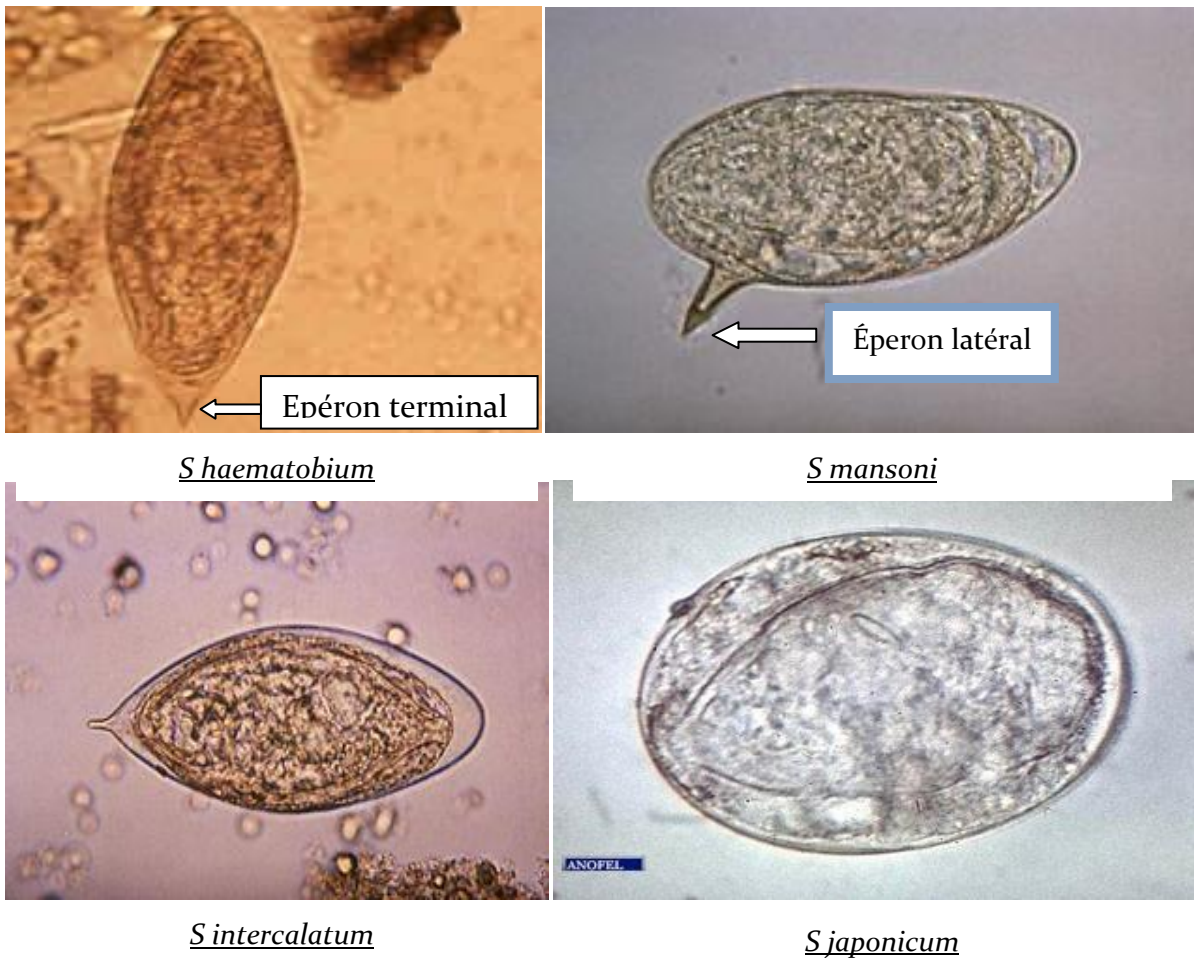 Epéron terminal
Éperon latéral
S haematobium
S mansoni
ANOFEL
S intercalatum
S japonicum